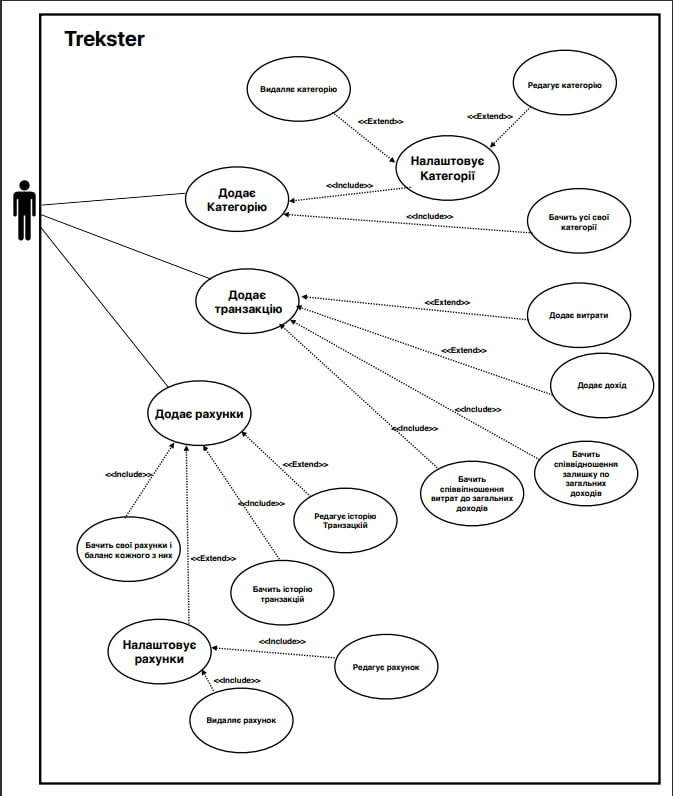 Trekster
Видаляє категорію
Редагує категорію
<<Extend>>
<<Extend>>
Налаштовує
Категорії
<<Include>>
Додає
Категорію
<<Include>>
Бачить усі свої
категорії
Додає
транзакцію
<<Extend>>
Додає витрати
<<Extend>>
Додає дохід
<<Include>>
<<Include>>
Бачить
співвідношення
залишку по
загальних
доходів
Бачить
співвіпношення
витрат до загальних
доходів
Додає рахунки
<<Include>>
<<Extend>>
<<Include>>
Редагує історію
Транзакцій
Бачить свої рахунки і
баланс кожного з них
<<Extend>>
Бачить історію
транзакцій
Налаштовує
рахунки
<<Include>>
Редагує рахунок
<<Include>>
Видаляє рахунок